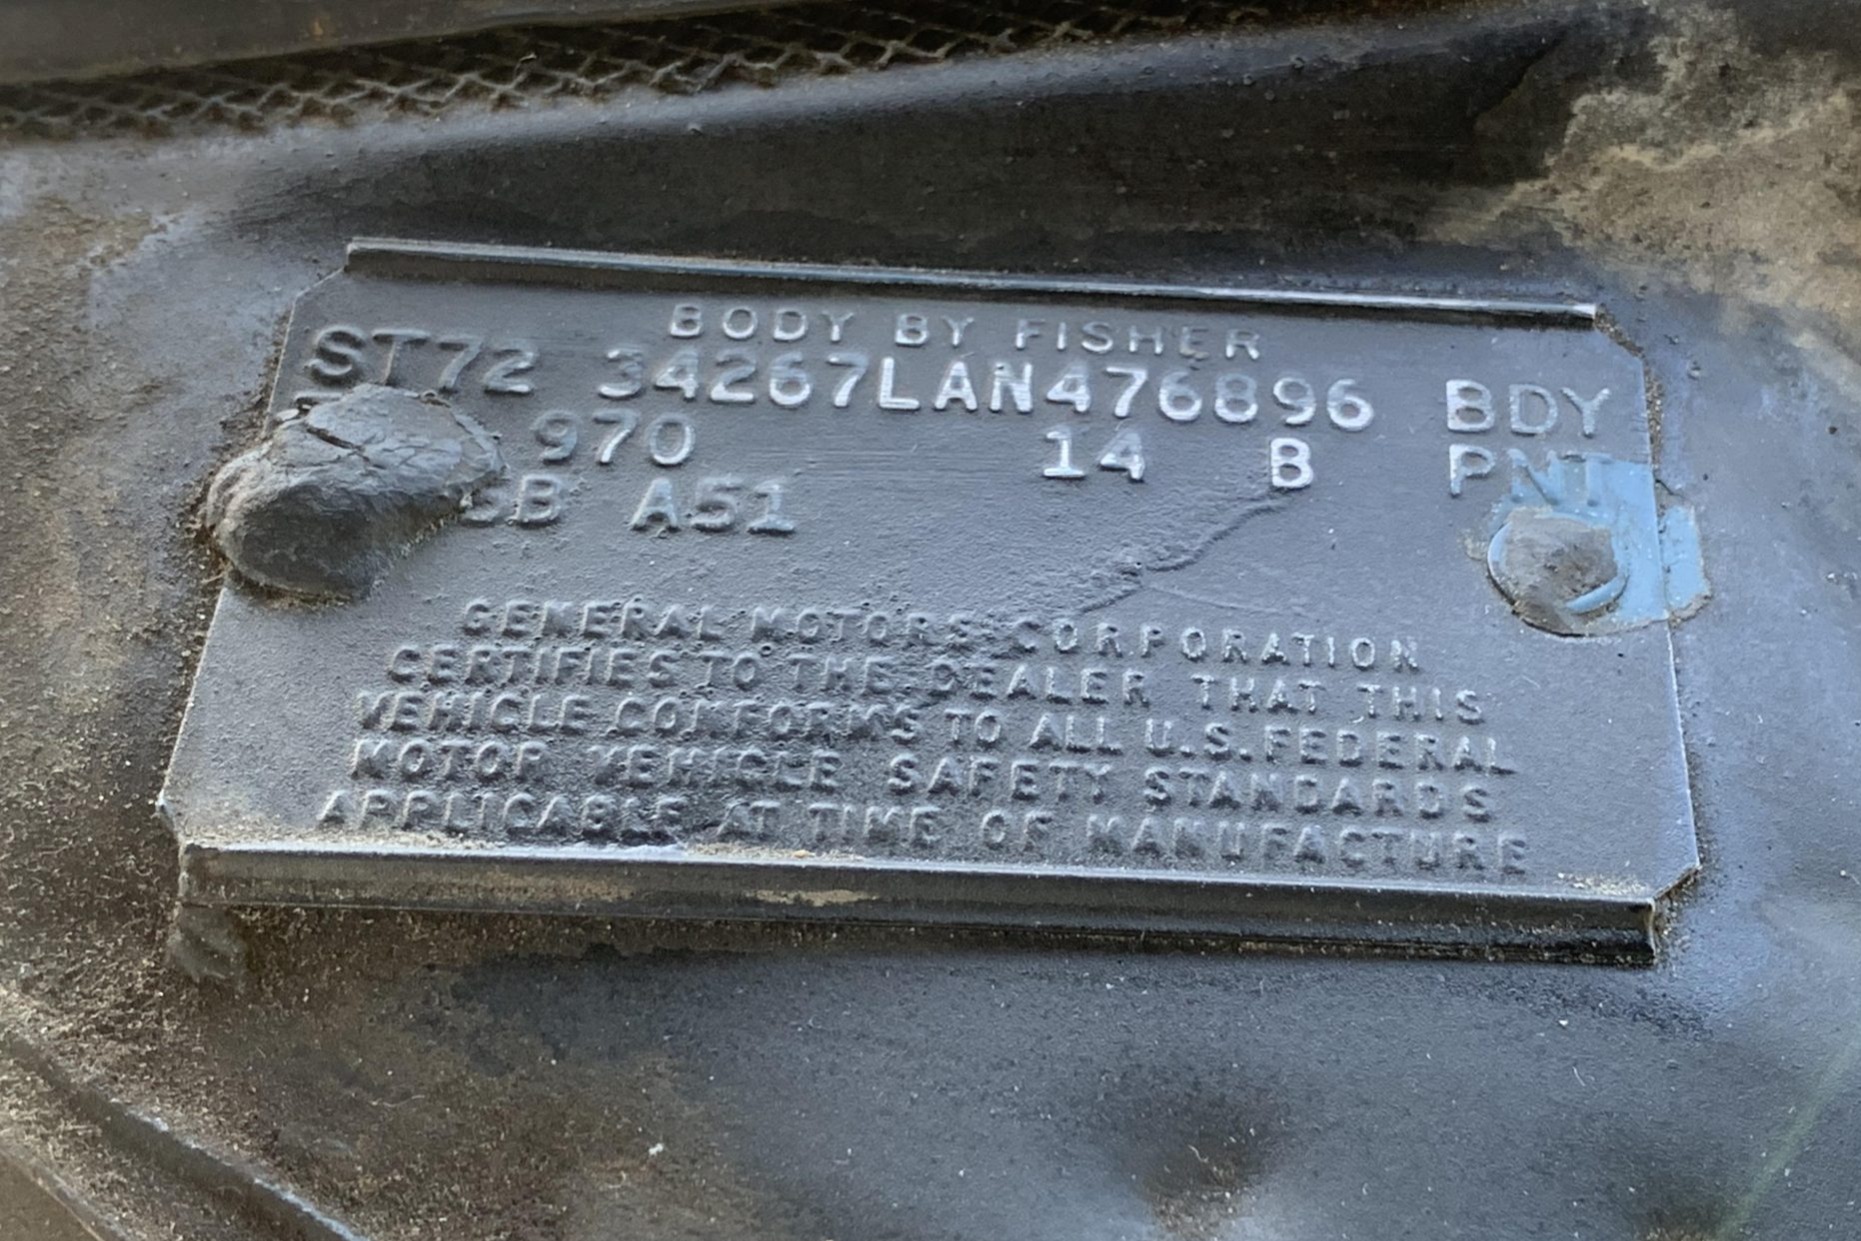 BODY BY FISHER
ST72 34267LAN476896 BDY
970 14 B PNT
A51
GENERAL MOTORS CORPORATION
CERTIFIES TO THE DEALER THAT THIS
VEHICLE CONFORMS TO ALL U.S. FEDERAL
MOTOR VEHICLE SAFETY STANDARDS
APPLICABLE AT TIME OF MANUFACTURE